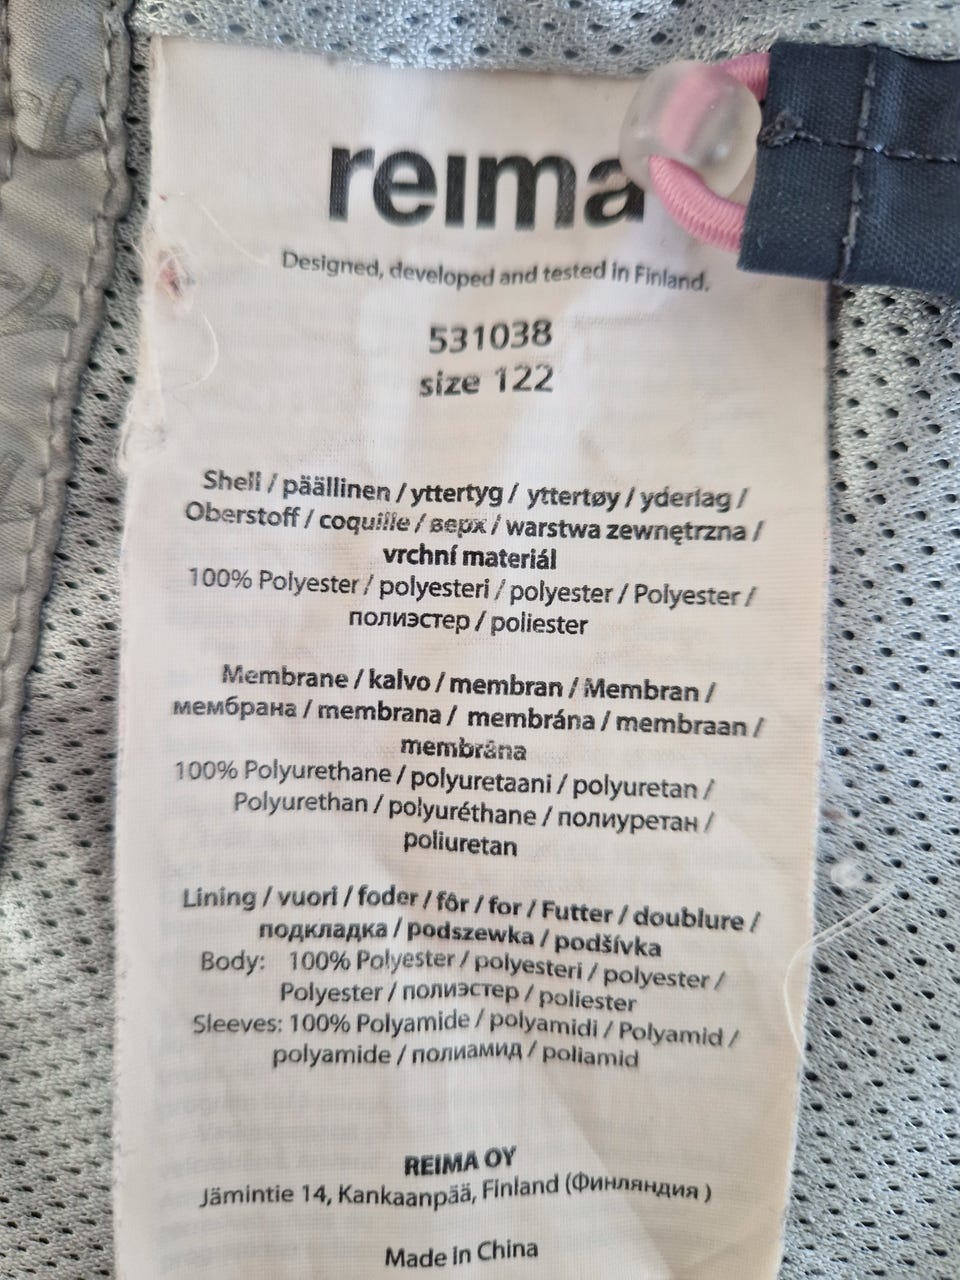 reima
Designed, developed and tested in Finland.
531038
size 122
Shell / päällinen / yttertyg / yttertøy / yderlag /
Oberstoff / coquille / верх / warstwa zewnętrzna /
vrchní materiál
100% Polyester / polyesteri / polyester / Polyester /
полиэстер / poliester
Membrane / kalvo / membran / Membran /
мембрана / membrana / membrána / membraan /
membrāna
100% Polyurethane / polyuretaani / polyuretan /
Polyurethan / polyuréthane / полиуретан /
poliuretan
Lining / vuori / foder / fôr / for / Futter / doublure /
подкладка / podszewka / podšívka
Body: 100% Polyester / polyesteri / polyester /
Polyester / полиэстер / poliester
Sleeves: 100% Polyamide / polyamidi / Polyamid /
polyamide / полиамид / poliamid
REIMA OY
Jämintie 14, Kankaanpää, Finland (Финляндия )
Made in China